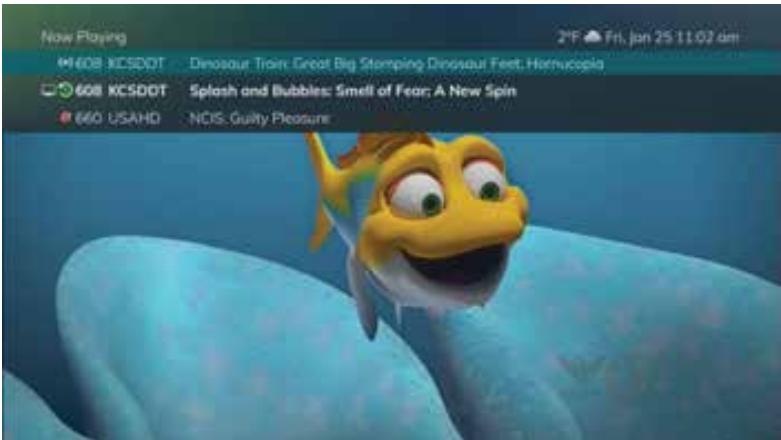 Now Playing 2°F Fri, Jan 25 11:02 am
608 KCSDDT Dinosaur Train: Great Big Stomping Dinosaur Feet; Hornucopia
608 KCSDDT Splash and Bubbles: Smell of Fear; A New Spin
660 USAHD NCIS: Guilty Pleasure